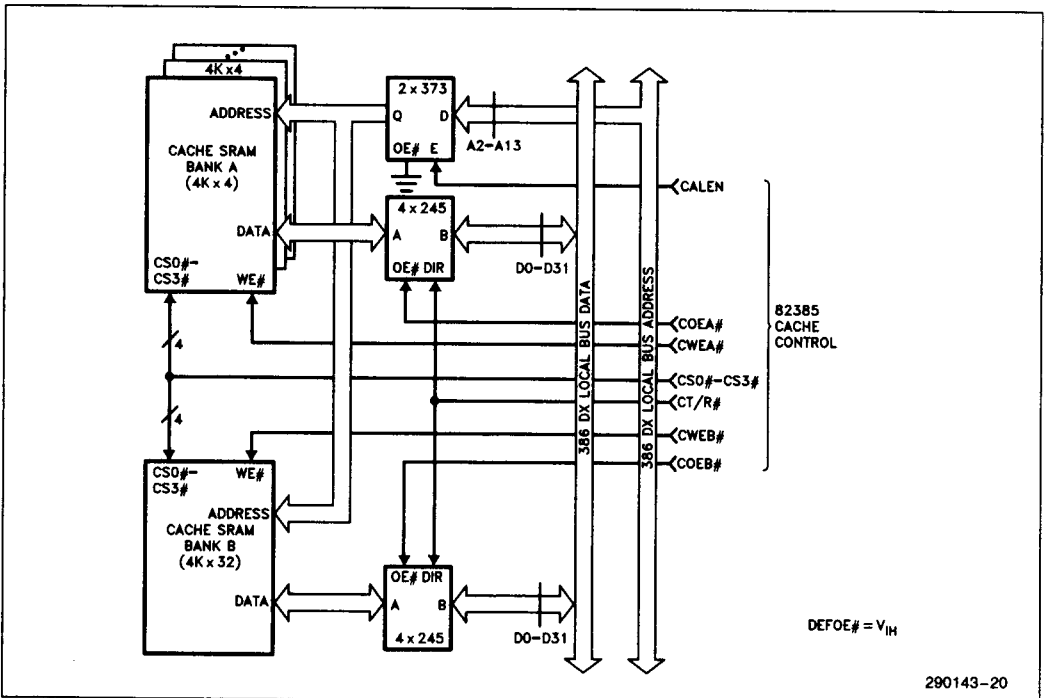 4K x4
ADDRESS
CACHE SRAM
BANK A
(4K x 4)
DATA
CS0#-
CS3#
WE#
2 x 373
Q
D
OE# E
A2-A13
4 x 245
A
B
OE# DIR
D0-D31
4
4
386 DX LOCAL BUS DATA
386 DX LOCAL BUS ADDRESS
CALEN
COEA#
CWEA#
CS0#-CS3#
CT/R#
CWEB#
COEB#
82385
CACHE
CONTROL
CS0#-
CS3#
WE#
ADDRESS
CACHE SRAM
BANK B
(4K x 32)
DATA
OE# DIR
A
B
4 x 245
D0-D31
DEFOE# = VIH
290143-20